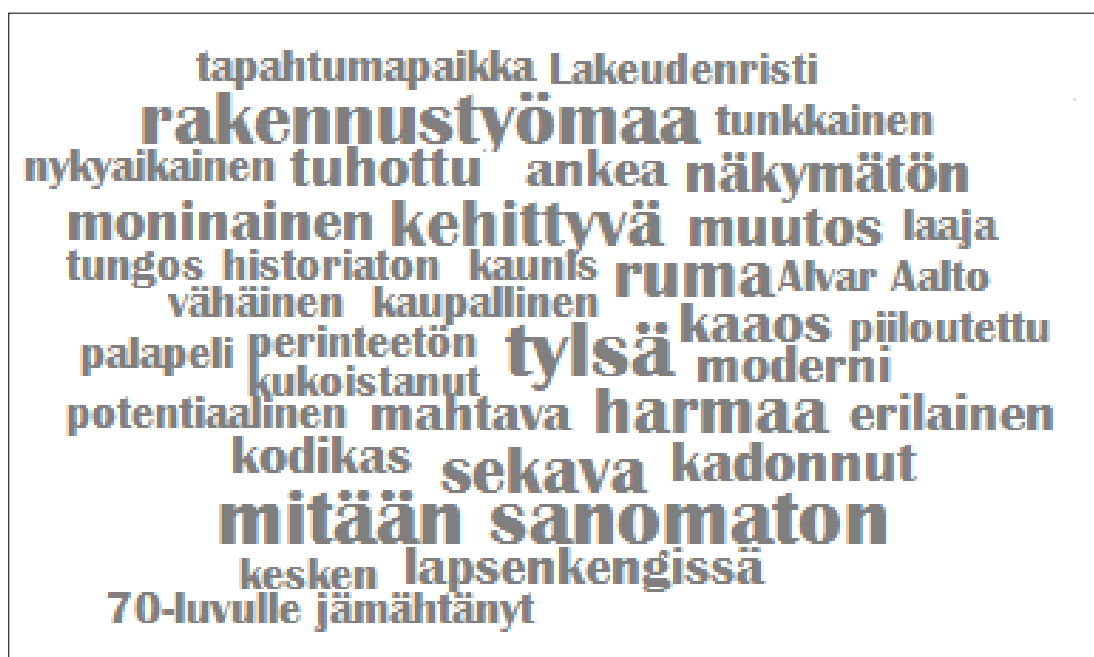 tapahtumapaikka Lakeudenristi
rakennustyömaa tunkkainen
nykyaikainen tuhottu ankea näkymätön
moninainen kehittyvä muutos laaja
tungos historiaton kaunis ruma Alvar Aalto
vähäinen kaupallinen
palapeli perinteetön tylsä kaaos piiloutettu
kukoistanut moderni
potentiaalinen mahtava harmaa erilainen
kodikas sekava kadonnut
mitään sanomaton
kesken lapsenkengissä
70-luvulle jämähtänyt